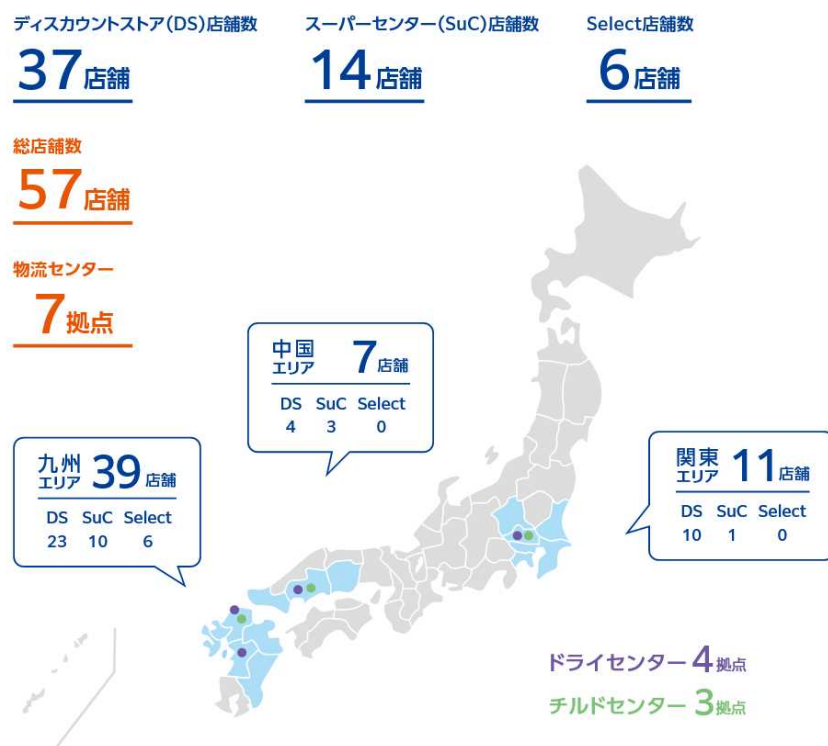 ディスカウントストア(DS)店舗数
37店舗
スーパーセンター(SuC)店舗数
14店舗
Select店舗数
6店舗
総店舗数
57店舗
物流センター
7拠点
中国
エリア
7店舗
DS SuC Select
4 3 0
九州
エリア
39店舗
DS SuC Select
23 10 6
関東
エリア
11店舗
DS SuC Select
10 1 0
ドライセンター 4拠点
チルドセンター 3拠点